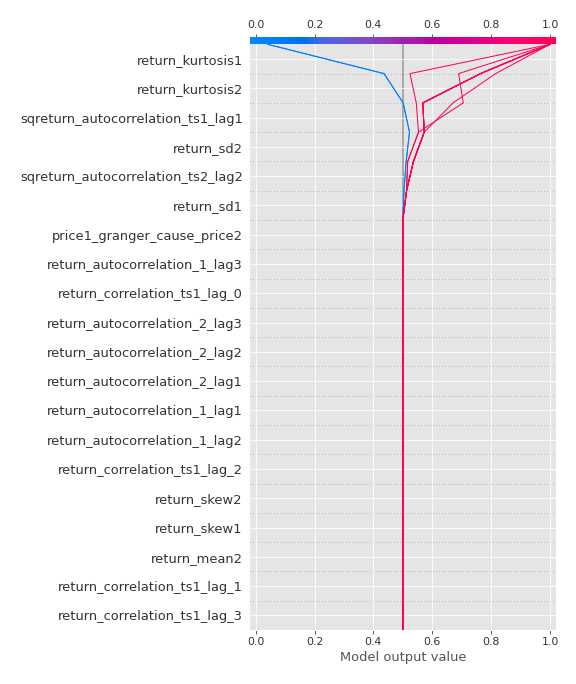 0.0 0.2 0.4 0.6 0.8 1.0
return_kurtosis1
return_kurtosis2
sqreturn_autocorrelation_ts1_lag1
return_sd2
sqreturn_autocorrelation_ts2_lag2
return_sd1
price1_granger_cause_price2
return_autocorrelation_1_lag3
return_correlation_ts1_lag_0
return_autocorrelation_2_lag3
return_autocorrelation_2_lag2
return_autocorrelation_2_lag1
return_autocorrelation_1_lag1
return_autocorrelation_1_lag2
return_correlation_ts1_lag_2
return_skew2
return_skew1
return_mean2
return_correlation_ts1_lag_1
return_correlation_ts1_lag_3
0.0 0.2 0.4 0.6 0.8 1.0
Model output value